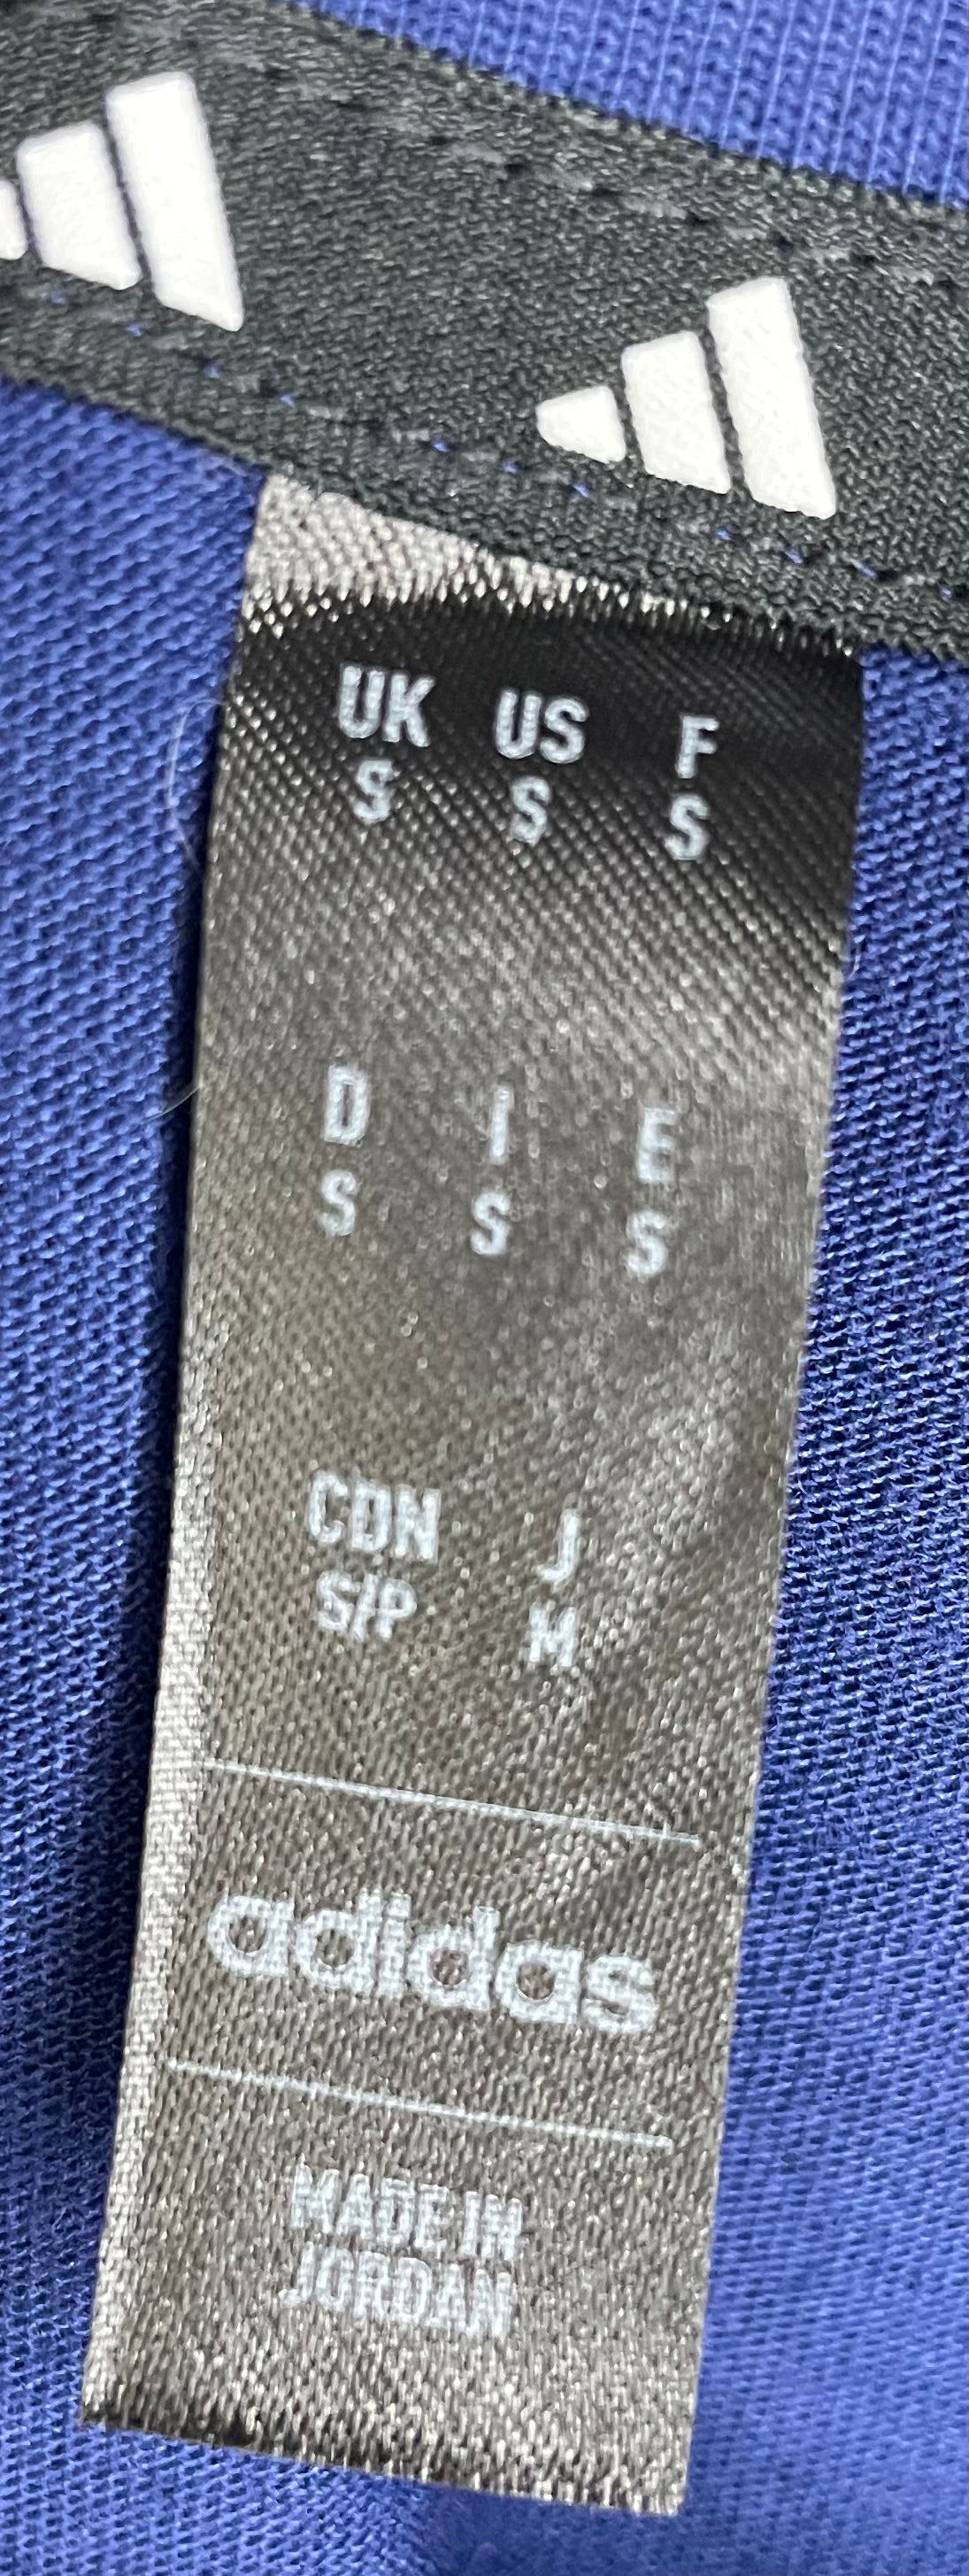 UK US F
S S S
D I E
S S S
CDN J
S/P M
adidas
MADE IN
JORDAN